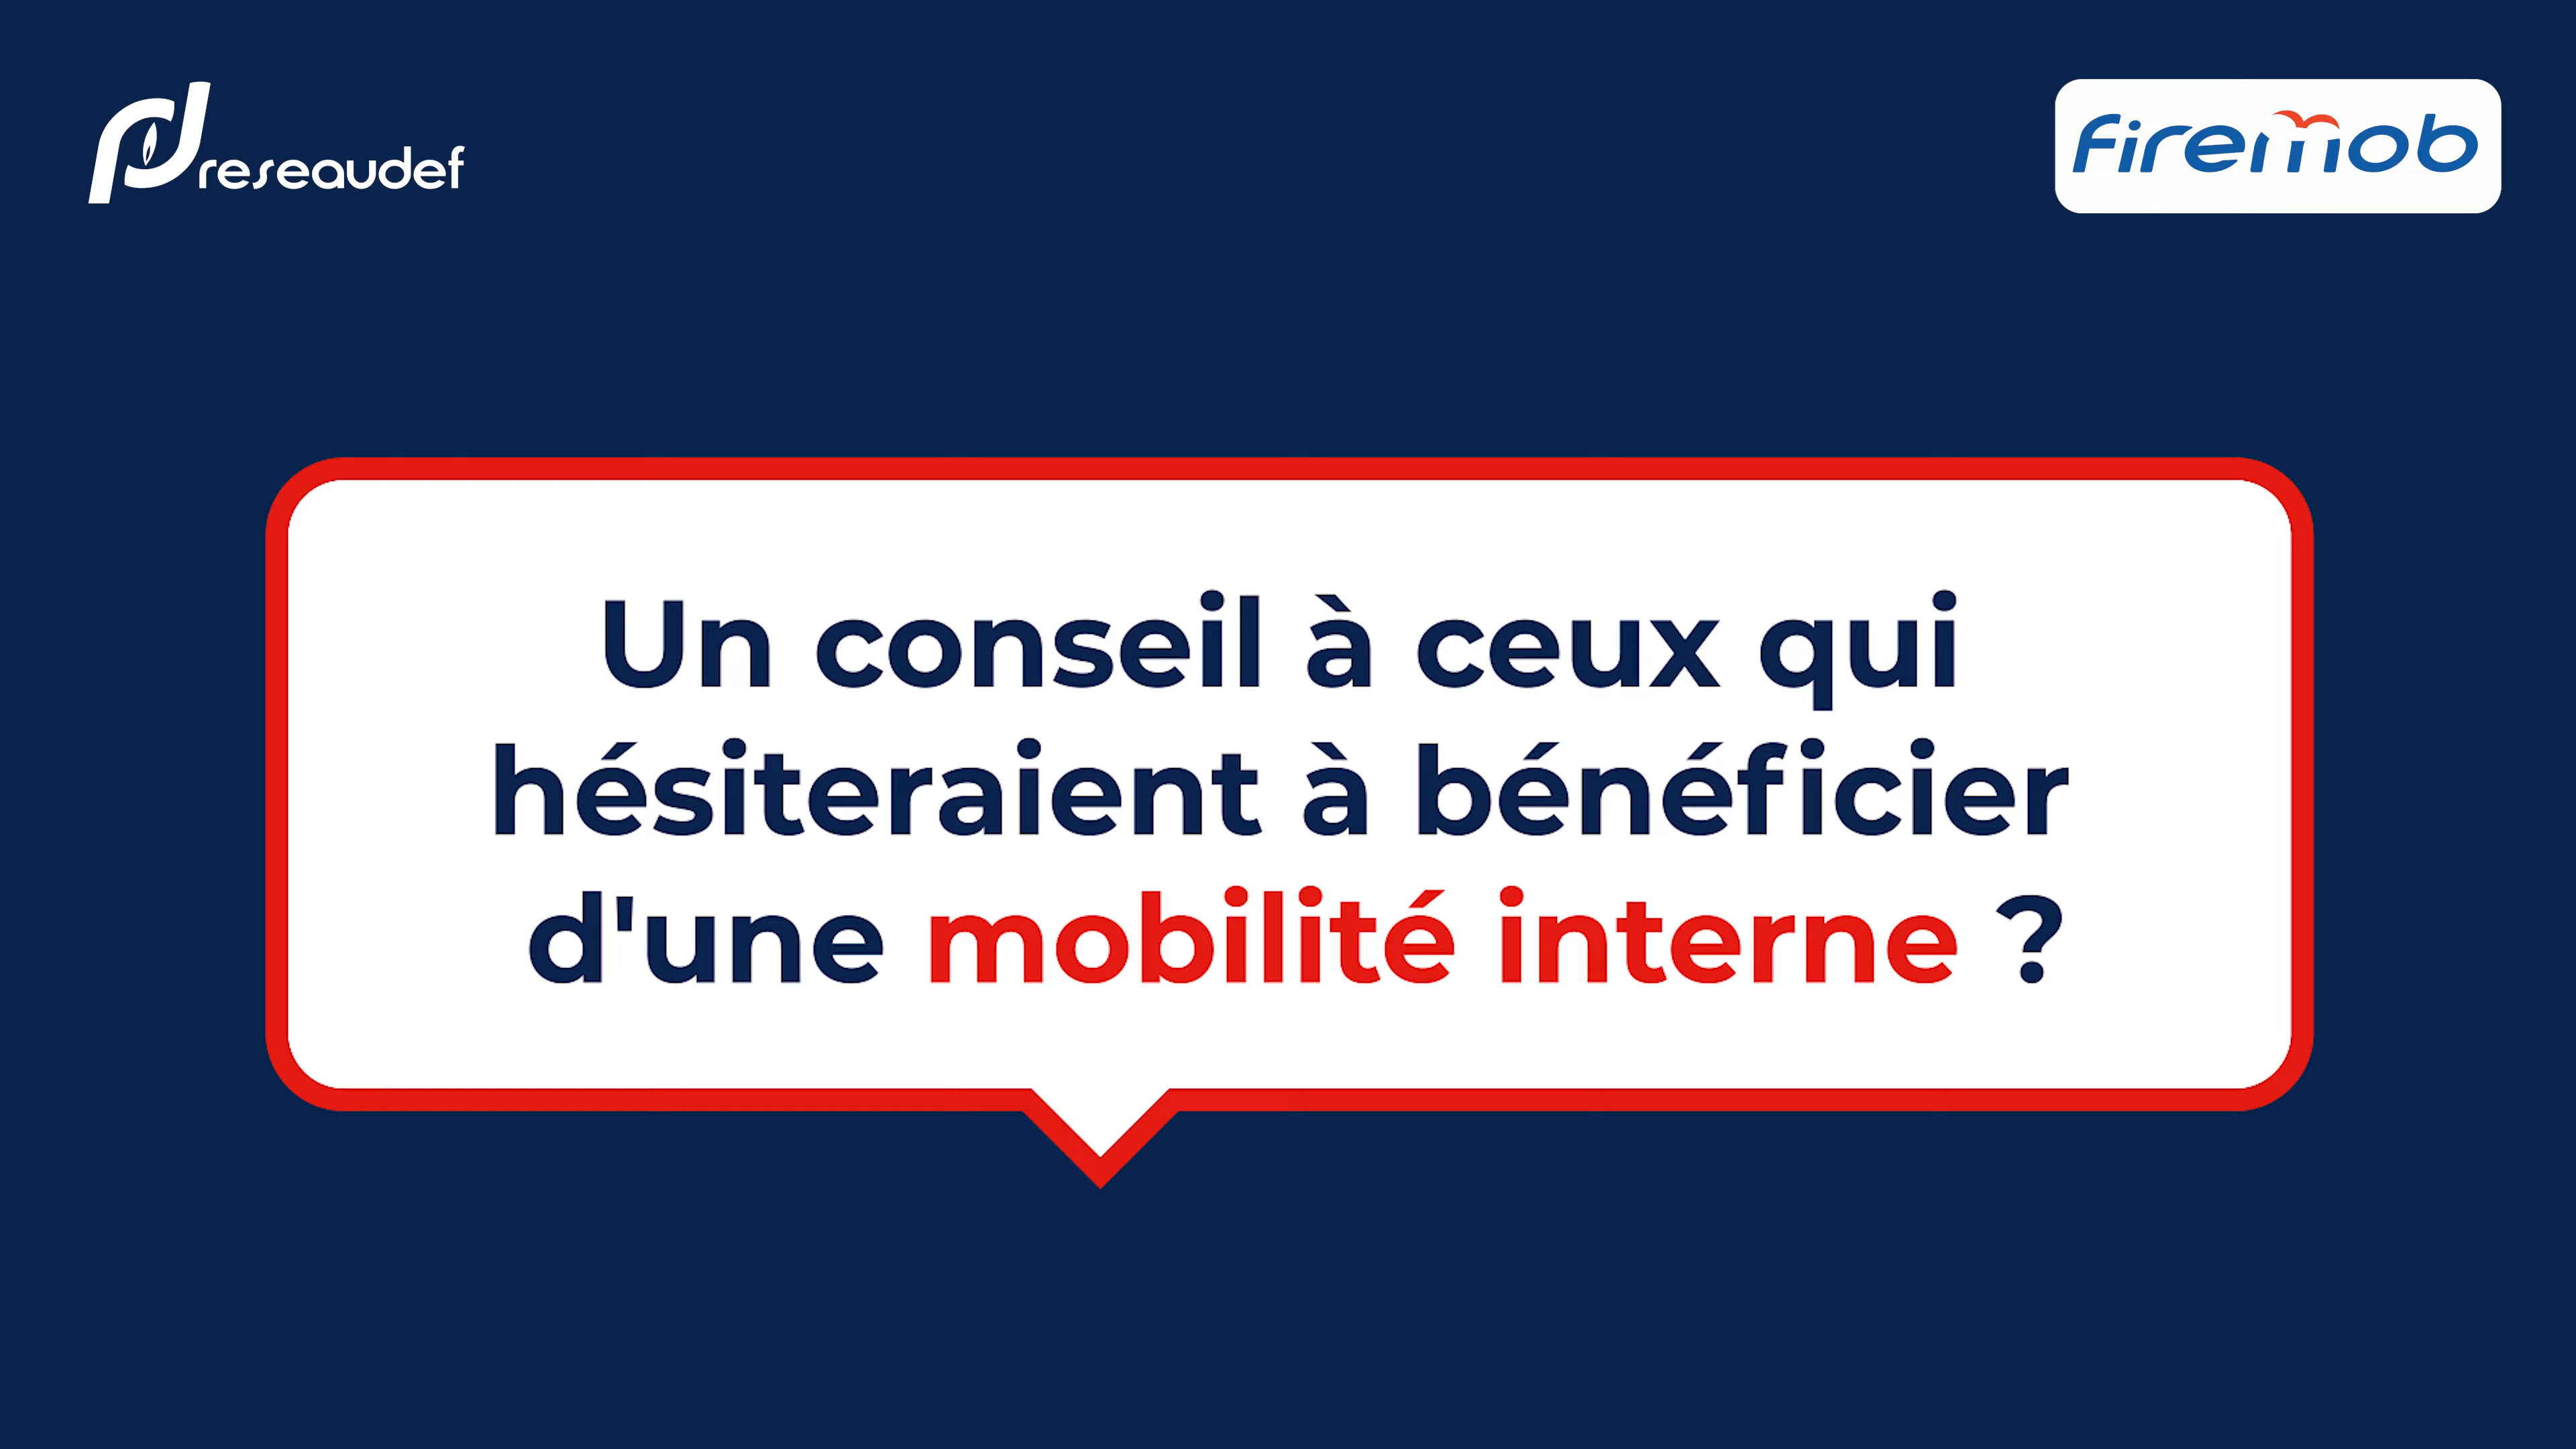 reseaudef
firemob
Un conseil à ceux qui
hésiteraient à bénéficier
d'une mobilité interne ?